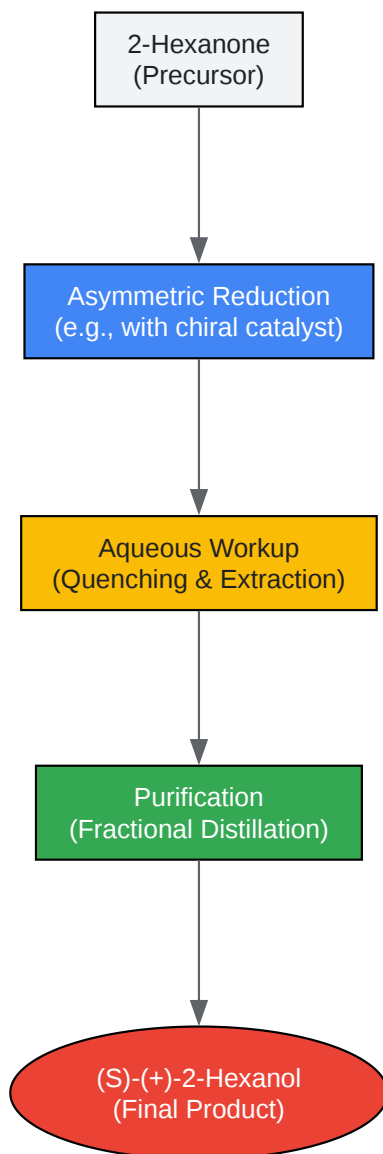 2-Hexanone
(Precursor)
Asymmetric Reduction
(e.g., with chiral catalyst)
Aqueous Workup
(Quenching & Extraction)
Purification
(Fractional Distillation)
(S)-(+)-2-Hexanol
(Final Product)